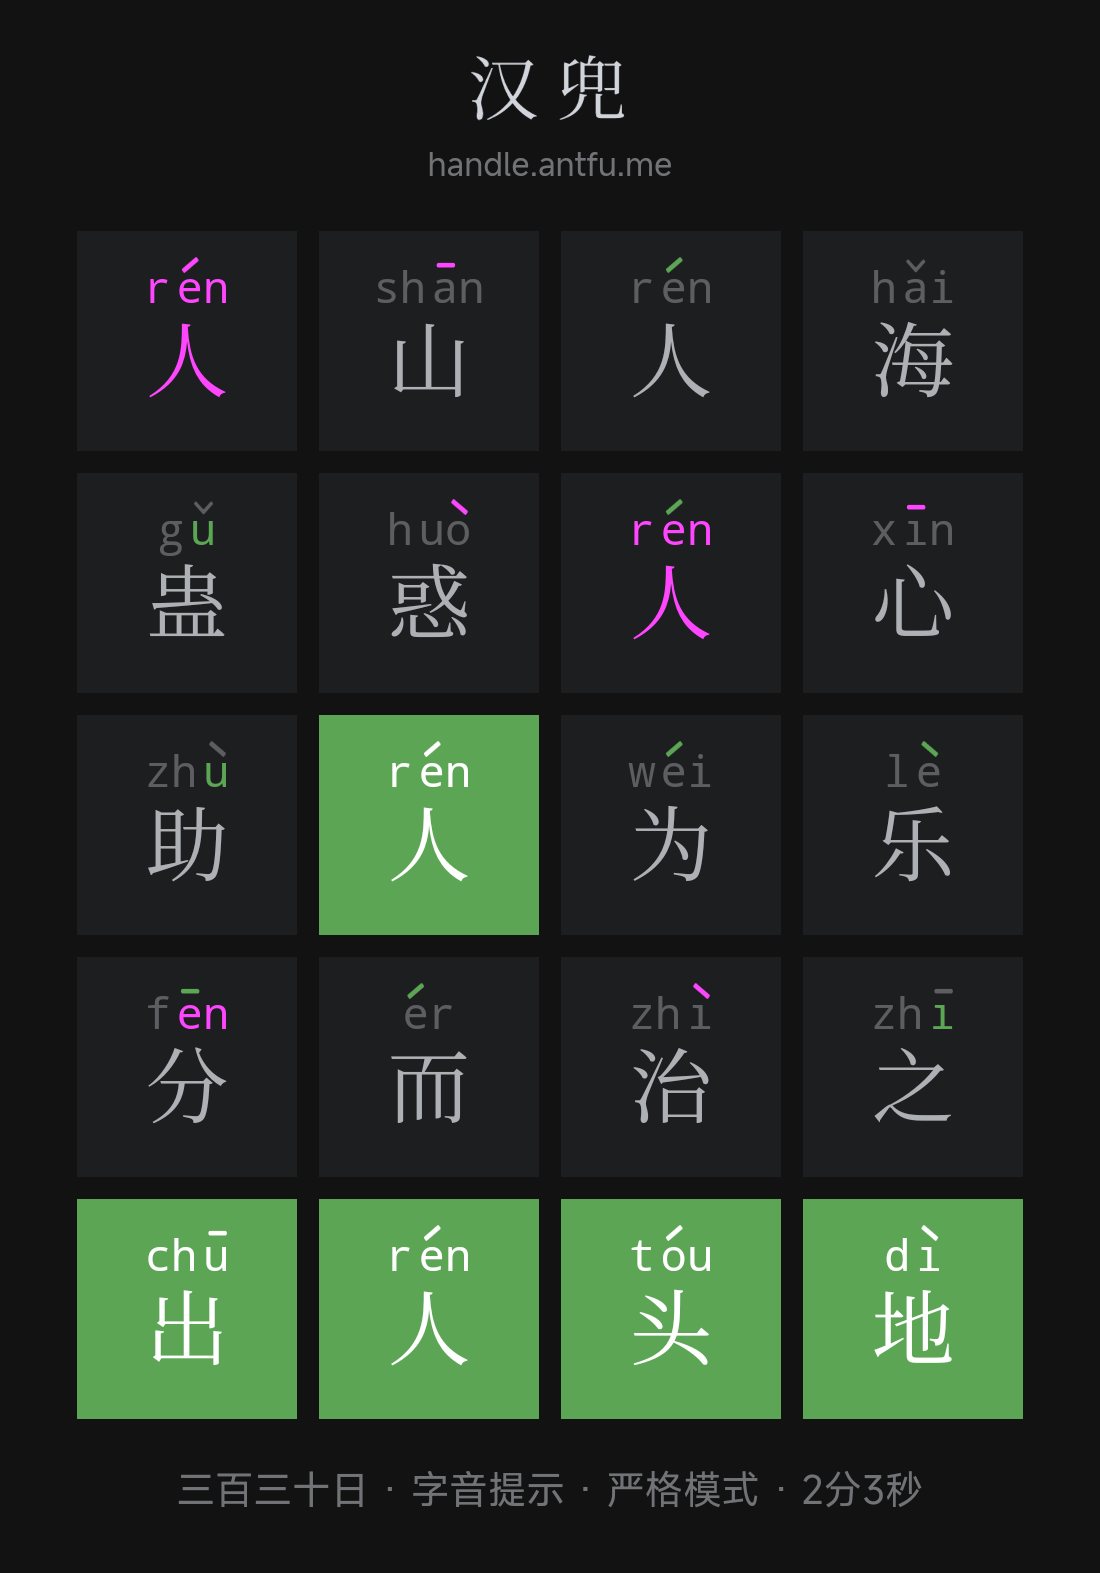 汉兜
handle.antfu.me
rén shān rén hǎi
人 山 人 海
gǔ huò rén xīn
蛊 惑 人 心
zhù rén wéi lè
助 人 为 乐
fēn ér zhì zhī
分 而 治 之
chū rén tóu dì
出 人 头 地
三百三十日 · 字音提示 · 严格模式 · 2分3秒